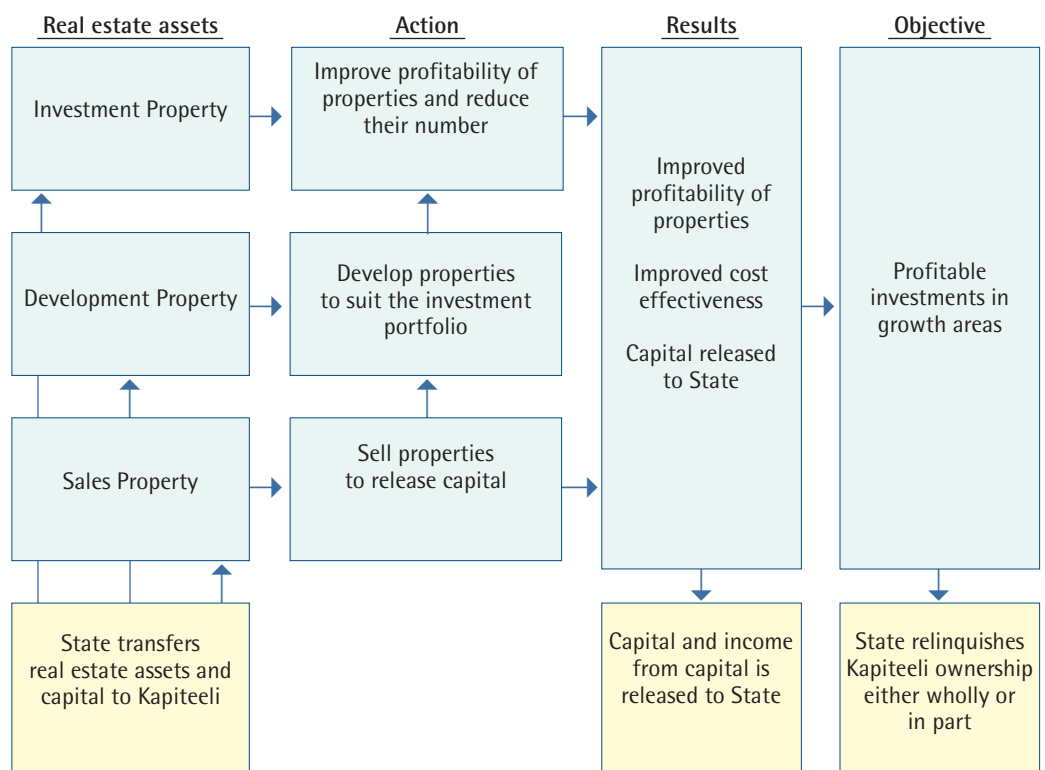 Real estate assets
Action
Results
Objective
Investment Property
Improve profitability of
properties and reduce
their number
Development Property
Develop properties
to suit the investment
portfolio
Sales Property
Sell properties
to release capital
Improved
profitability of
properties
Improved cost
effectiveness
Capital released
to State
Profitable
investments in
growth areas
State transfers
real estate assets and
capital to Kapiteeli
Capital and income
from capital is
released to State
State relinquishes
Kapiteeli ownership
either wholly or
in part